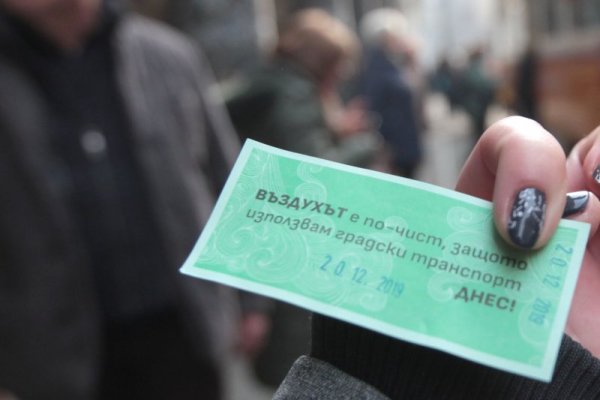 ВЪЗДУХЪТ е по-чист, защото
използвам градски транспорт
ДНЕС!
20.12.2019
20.12.2019